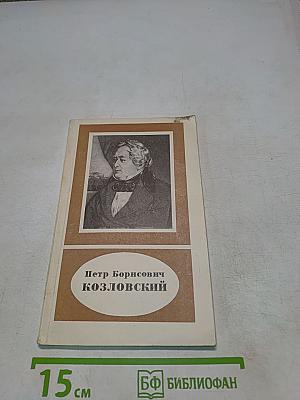 Петр Борисович
КОЗЛОВСКИЙ
15 см
БФ БИБЛИОФАН